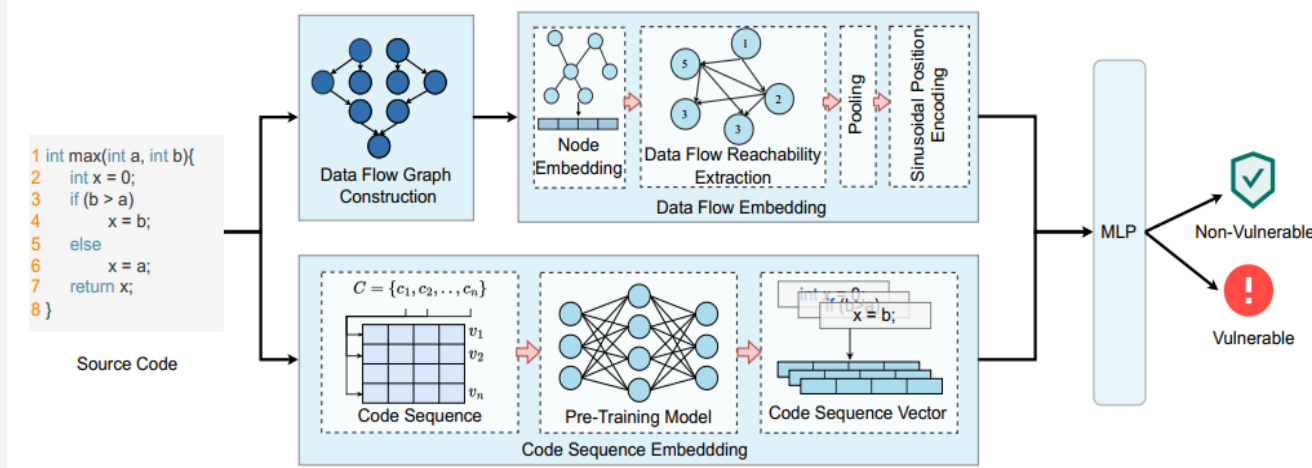 1 int max(int a, int b){
2 int x = 0;
3 if (b > a)
4 x = b;
5 else
6 x = a;
7 return x;
8 }
Source Code
Data Flow Graph
Construction
Node
Embedding
1
5
2
3
3
Data Flow Reachability
Extraction
Pooling
Sinusoidal Position
Encoding
Data Flow Embedding
C = {c₁, c₂, . ., cₙ}
v₁
v₂
vₙ
Code Sequence
Pre-Training Model
int x = 0;
if (b>a)
x = b;
Code Sequence Vector
Code Sequence Embeddding
MLP
Non-Vulnerable
Vulnerable